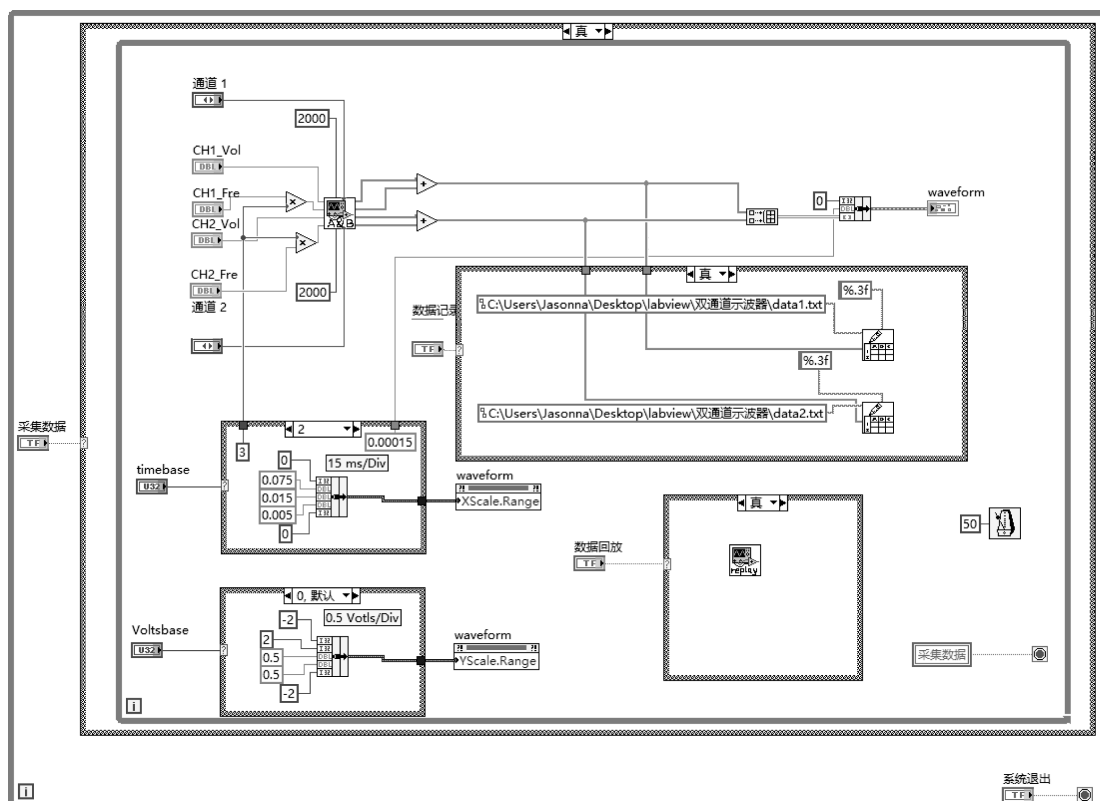 真
通道 1
2000
CH1_Vol
DBL
CH1_Fre
DBL
CH2_Vol
DBL
A&B
0
waveform
CH2_Fre
DBL
2000
通道 2
真
数据记录
TF
C:\Users\Jasonna\Desktop\labview\双通道示波器\data1.txt
%.3f
%.3f
C:\Users\Jasonna\Desktop\labview\双通道示波器\data2.txt
采集数据
TF
2
3
0.00015
15 ms/Div
timebase
U32
0
0.075
0.015
0.005
0
waveform
XScale.Range
真
数据回放
TF
replay
50
0, 默认
0.5 Votls/Div
Voltsbase
U32
-2
2
0.5
0.5
-2
waveform
YScale.Range
采集数据
i
系统退出
TF
i